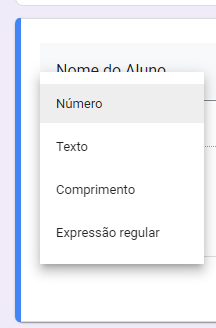 Nome do Aluno
Número
Texto
Comprimento
Expressão regular